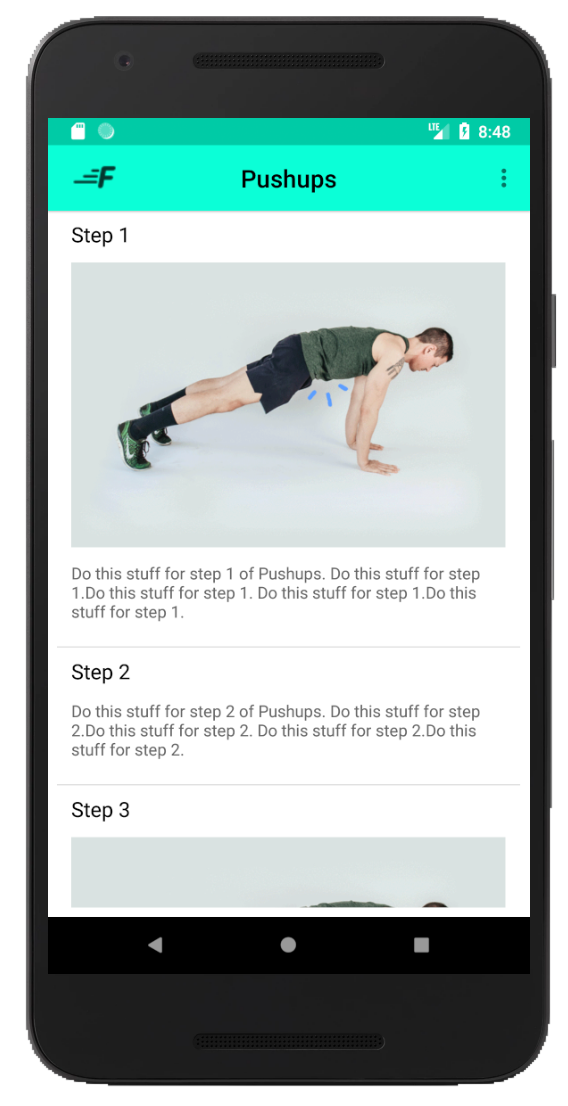 LTE 8:48
F Pushups
Step 1
Do this stuff for step 1 of Pushups. Do this stuff for step
1.Do this stuff for step 1. Do this stuff for step 1.Do this
stuff for step 1.
Step 2
Do this stuff for step 2 of Pushups. Do this stuff for step
2.Do this stuff for step 2. Do this stuff for step 2.Do this
stuff for step 2.
Step 3